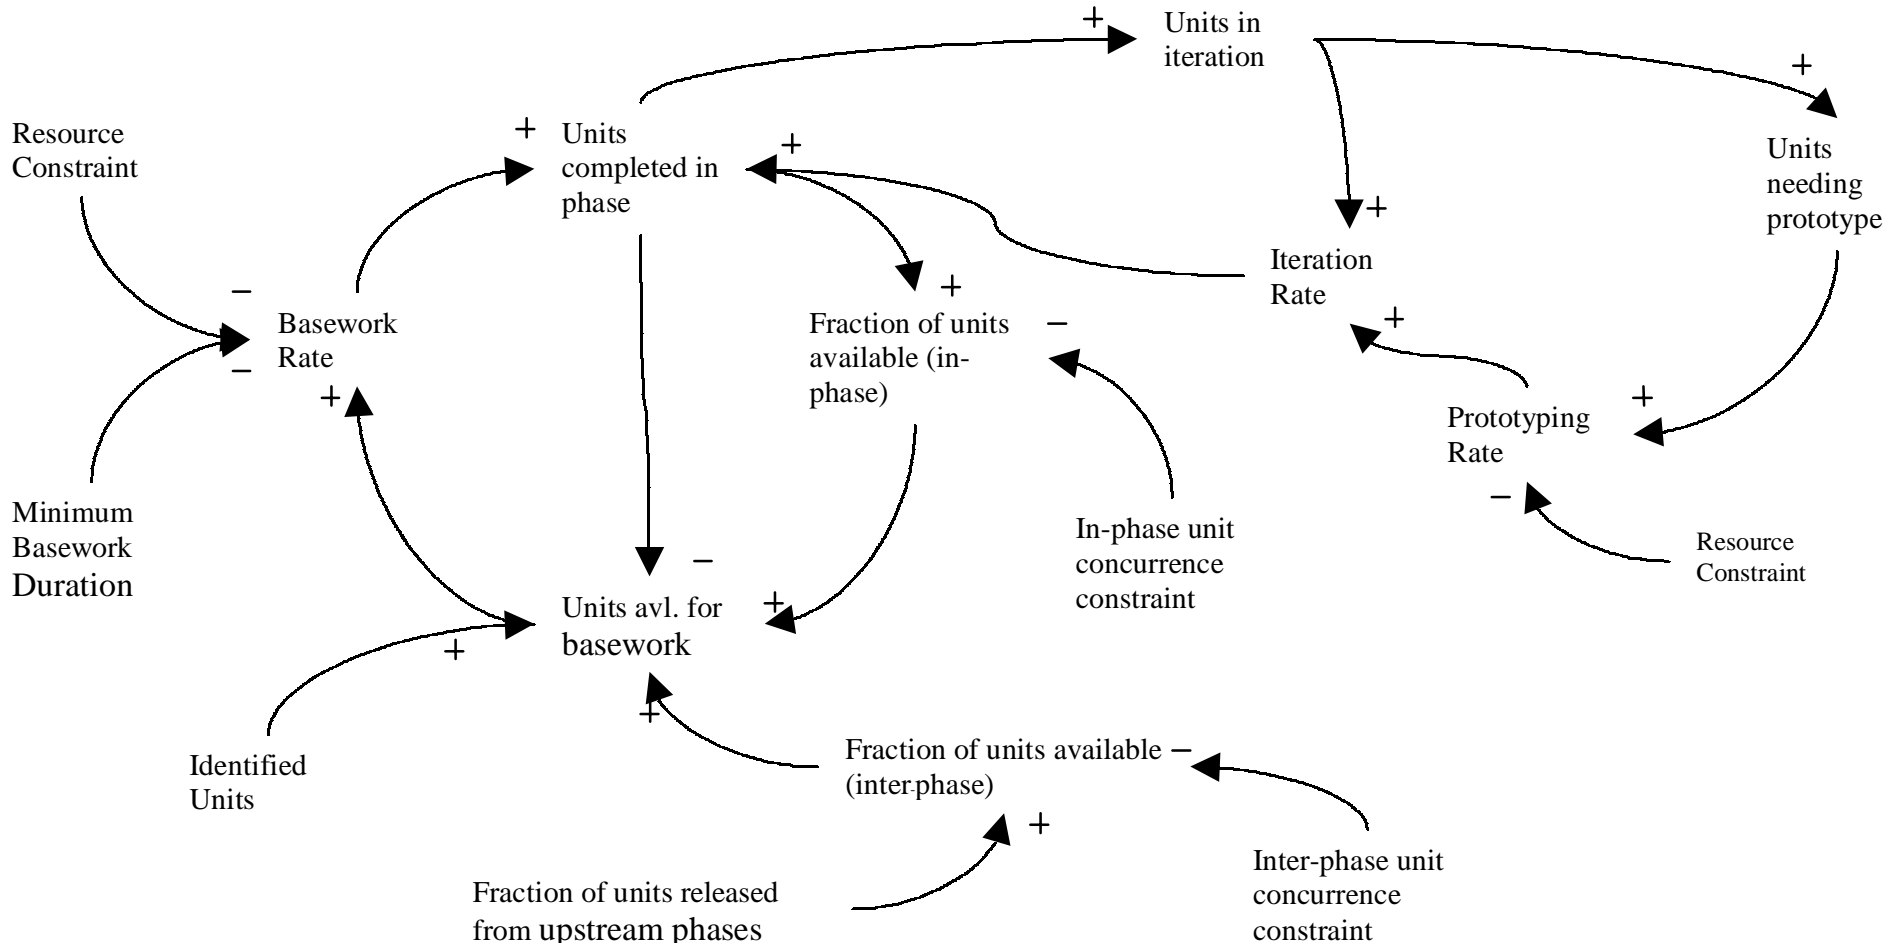 +
Units in
iteration
+
Resource
Constraint
+
Units
completed in
phase
+
Units
needing
prototype
+
Iteration
Rate
−
Basework
Rate
−
+
+
Fraction of units
available (in-
phase)
−
+
Prototyping
Rate
+
−
Minimum
Basework
Duration
In-phase unit
concurrence
constraint
Resource
Constraint
−
Units avl. for
basework
+
+
+
Identified
Units
Fraction of units available −
(inter-phase)
+
Inter-phase unit
concurrence
constraint
Fraction of units released
from upstream phases